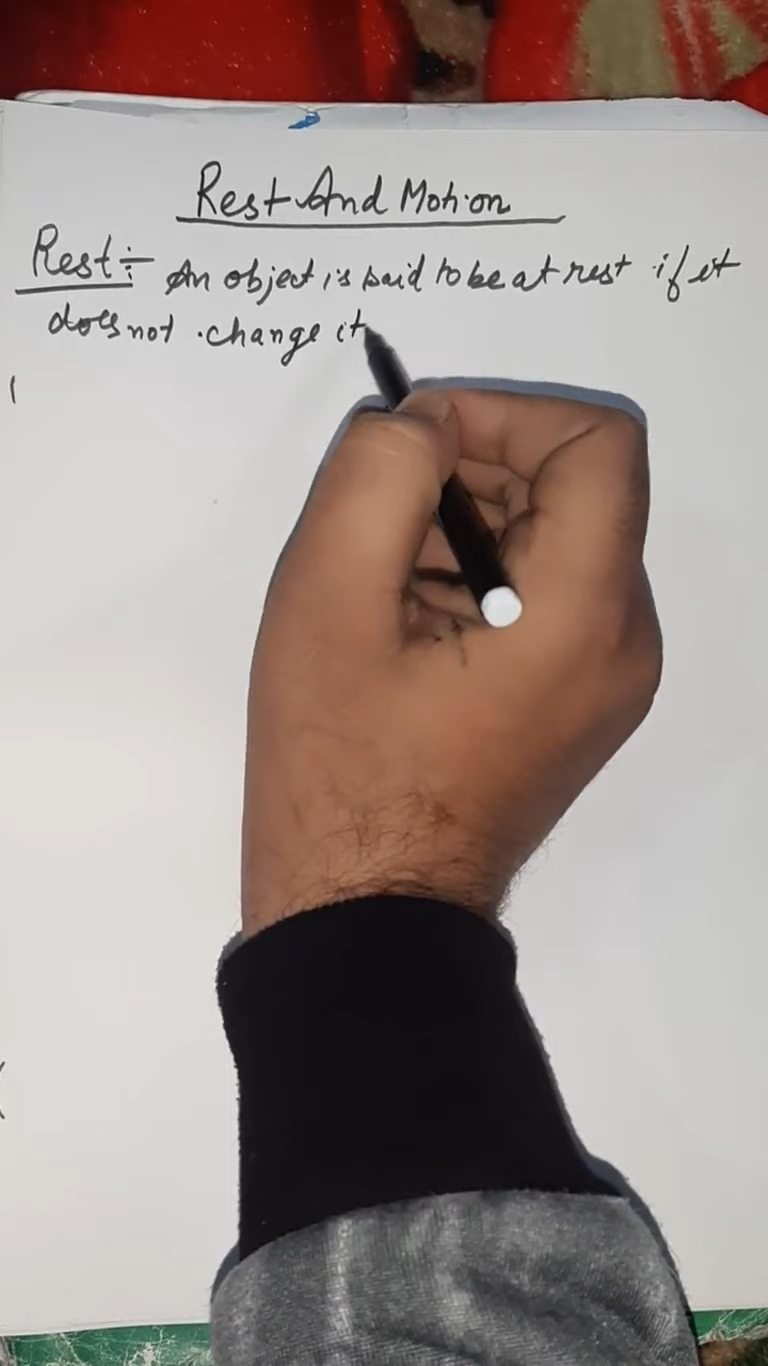 Rest And Motion
Rest :- An object is said to be at rest if it
does not change it